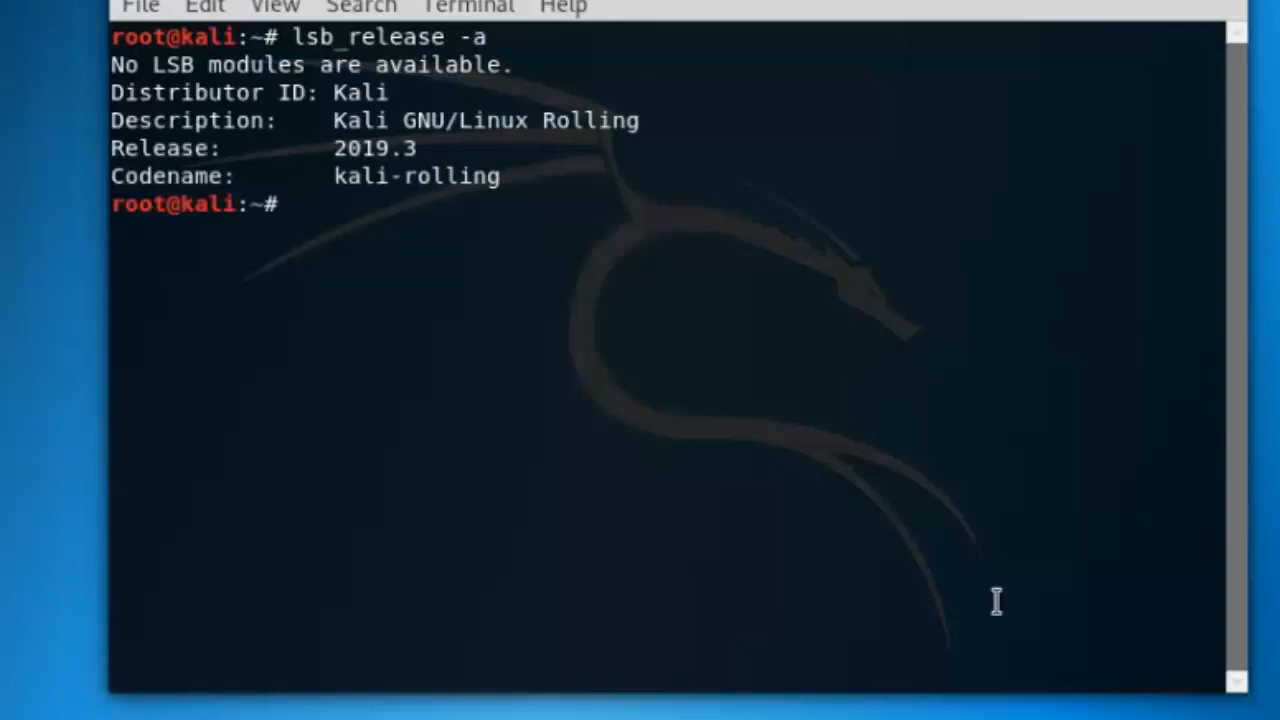 File Edit View Search Terminal Help
root@kali:~# lsb_release -a
No LSB modules are available.
Distributor ID: Kali
Description:    Kali GNU/Linux Rolling
Release:        2019.3
Codename:       kali-rolling
root@kali:~#